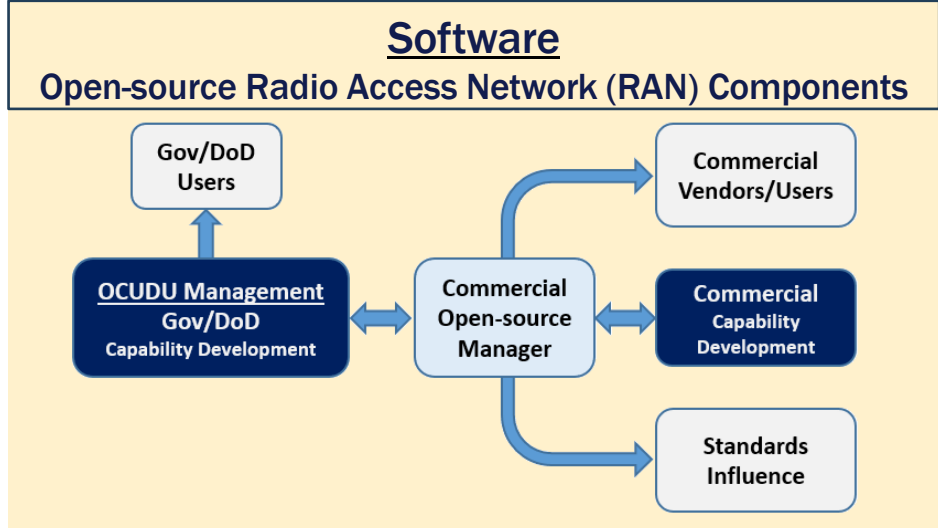 Software
Open-source Radio Access Network (RAN) Components
Gov/DoD
Users
Commercial
Vendors/Users
OCUDU Management
Gov/DoD
Capability Development
Commercial
Open-source
Manager
Commercial
Capability
Development
Standards
Influence